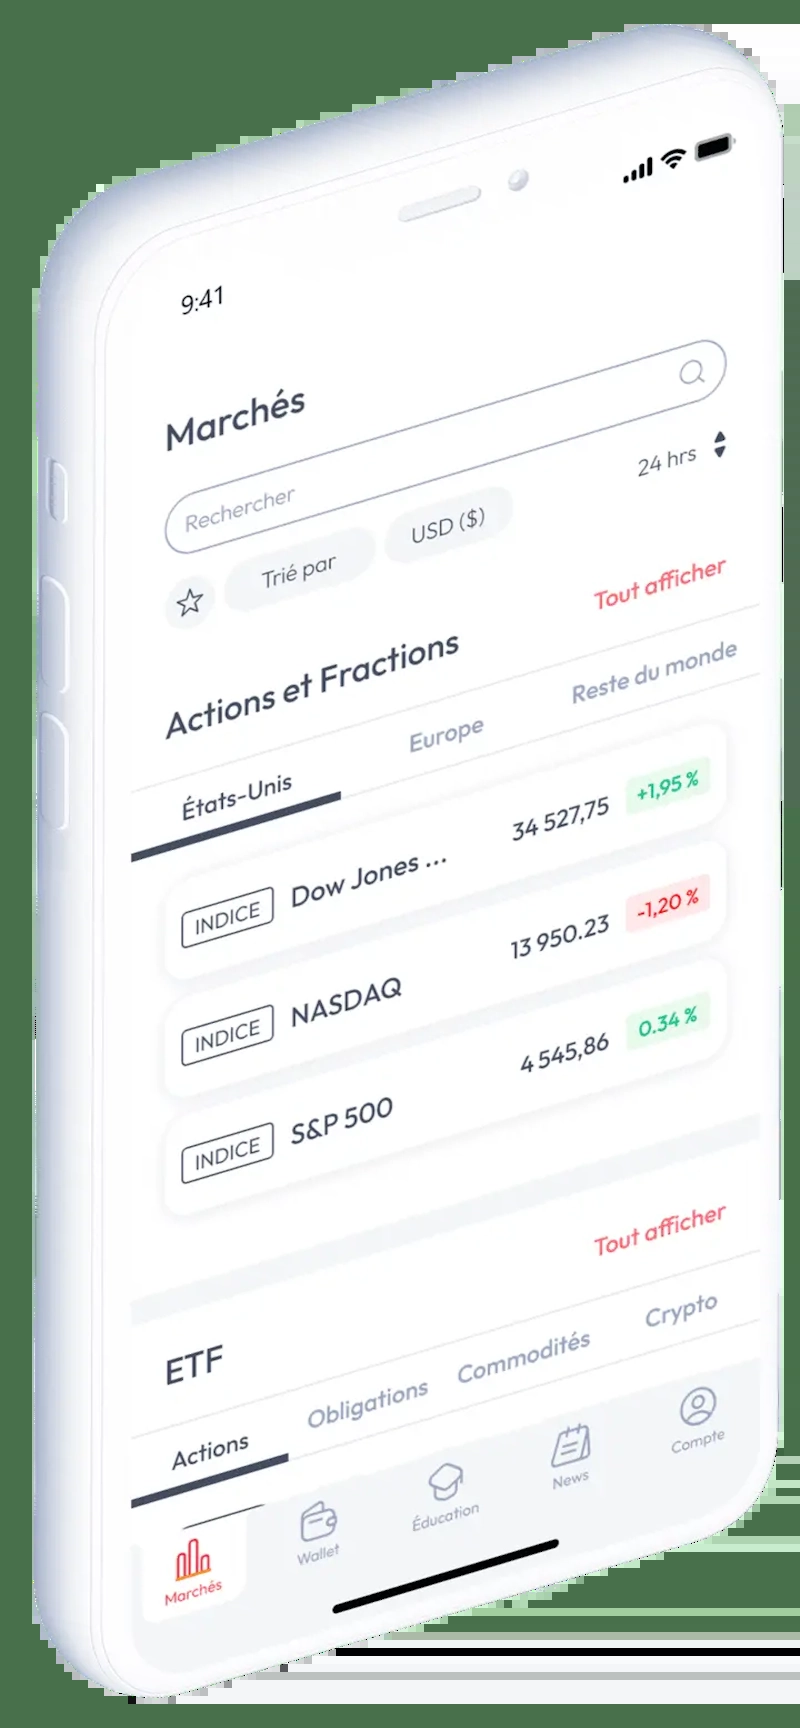 9:41
Marchés
Rechercher
24 hrs
Trié par
USD ($)
Actions et Fractions
Tout afficher
États-Unis
Europe
Reste du monde
INDICE Dow Jones ... 34 527,75 +1,95 %
INDICE NASDAQ 13 950.23 -1,20 %
INDICE S&P 500 4 545,86 0.34 %
ETF
Tout afficher
Actions
Obligations
Commodités
Crypto
Marchés
Wallet
Éducation
News
Compte